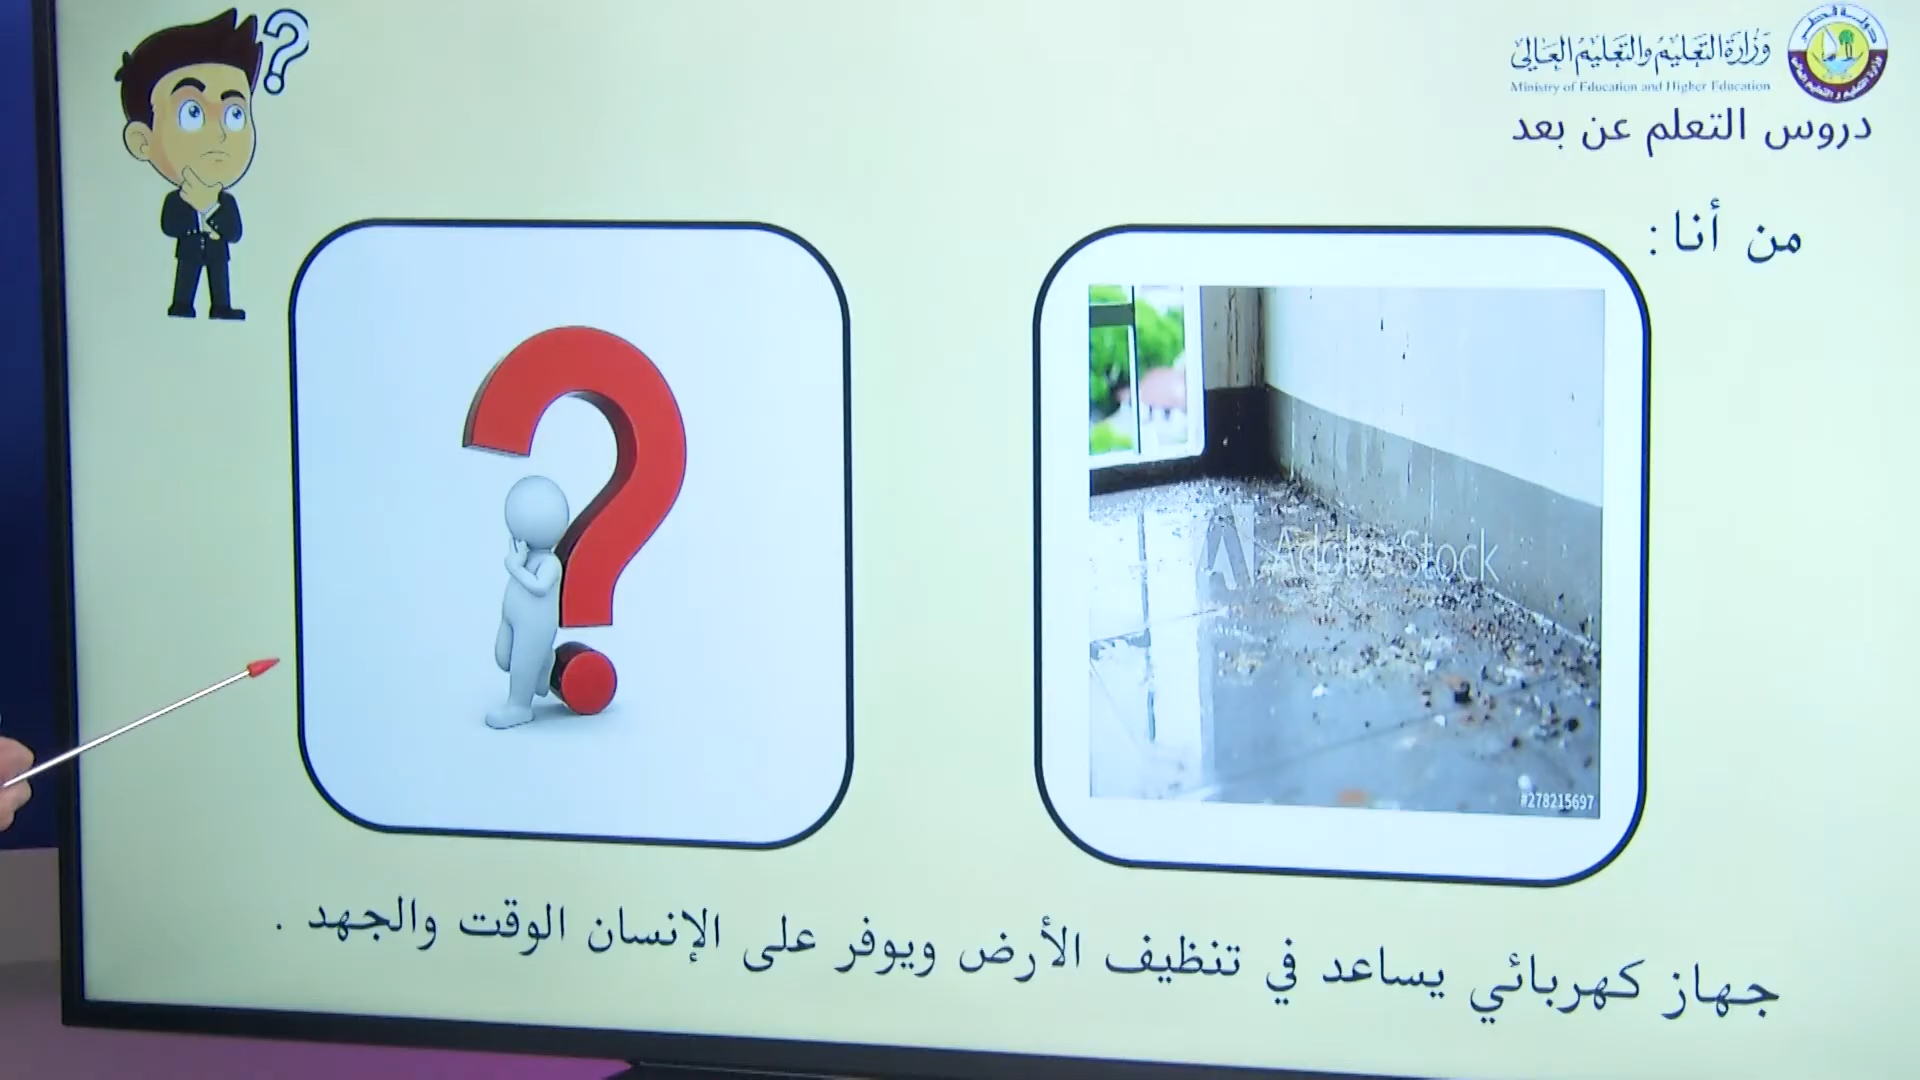 وزارة التعليم والتعليم العالي
Ministry of Education and Higher Education
دروس التعلم عن بعد
من أنا :
?
Adobe Stock
#278215697
جهاز كهربائي يساعد في تنظيف الأرض ويوفر على الإنسان الوقت والجهد .